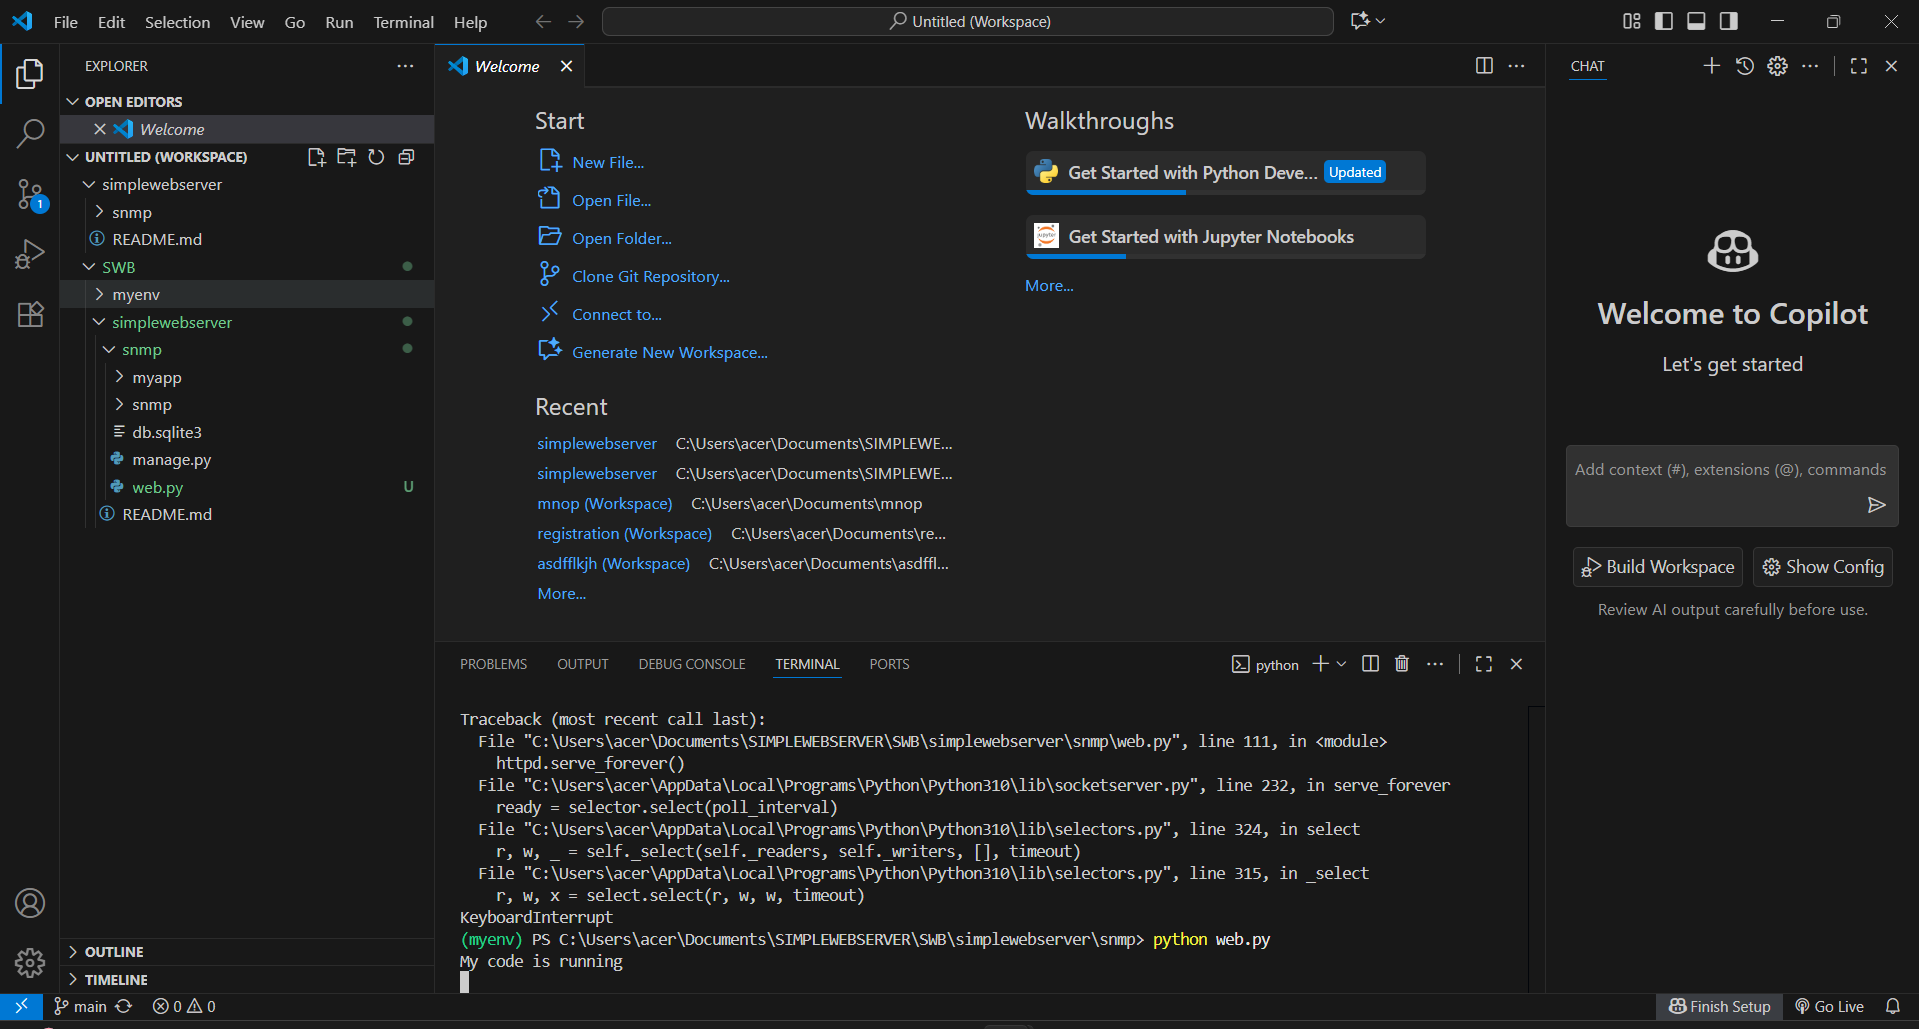 File Edit Selection View Go Run Terminal Help
Untitled (Workspace)
EXPLORER
OPEN EDITORS
Welcome
UNTITLED (WORKSPACE)
simplewebserver
snmp
README.md
SWB
myenv
simplewebserver
snmp
myapp
snmp
db.sqlite3
manage.py
web.py U
README.md
OUTLINE
TIMELINE
Welcome
Start
New File...
Open File...
Open Folder...
Clone Git Repository...
Connect to...
Generate New Workspace...
Recent
simplewebserver C:\Users\acer\Documents\SIMPLEWE...
simplewebserver C:\Users\acer\Documents\SIMPLEWE...
mnop (Workspace) C:\Users\acer\Documents\mnop
registration (Workspace) C:\Users\acer\Documents\re...
asdfflkjh (Workspace) C:\Users\acer\Documents\asdffl...
More...
Walkthroughs
Get Started with Python Deve... Updated
jupyter
Get Started with Jupyter Notebooks
More...
PROBLEMS OUTPUT DEBUG CONSOLE TERMINAL PORTS
python
Traceback (most recent call last):
File "C:\Users\acer\Documents\SIMPLEWEBSERVER\SWB\simplewebserver\snmp\web.py", line 111, in <module>
httpd.serve_forever()
File "C:\Users\acer\AppData\Local\Programs\Python\Python310\lib\socketserver.py", line 232, in serve_forever
ready = selector.select(poll_interval)
File "C:\Users\acer\AppData\Local\Programs\Python\Python310\lib\selectors.py", line 324, in select
r, w, _ = self._select(self._readers, self._writers, [], timeout)
File "C:\Users\acer\AppData\Local\Programs\Python\Python310\lib\selectors.py", line 315, in _select
r, w, x = select.select(r, w, w, timeout)
KeyboardInterrupt
(myenv) PS C:\Users\acer\Documents\SIMPLEWEBSERVER\SWB\simplewebserver\snmp> python web.py
My code is running
CHAT
Welcome to Copilot
Let's get started
Add context (#), extensions (@), commands
Build Workspace Show Config
Review AI output carefully before use.
1
main 0 0
Finish Setup Go Live